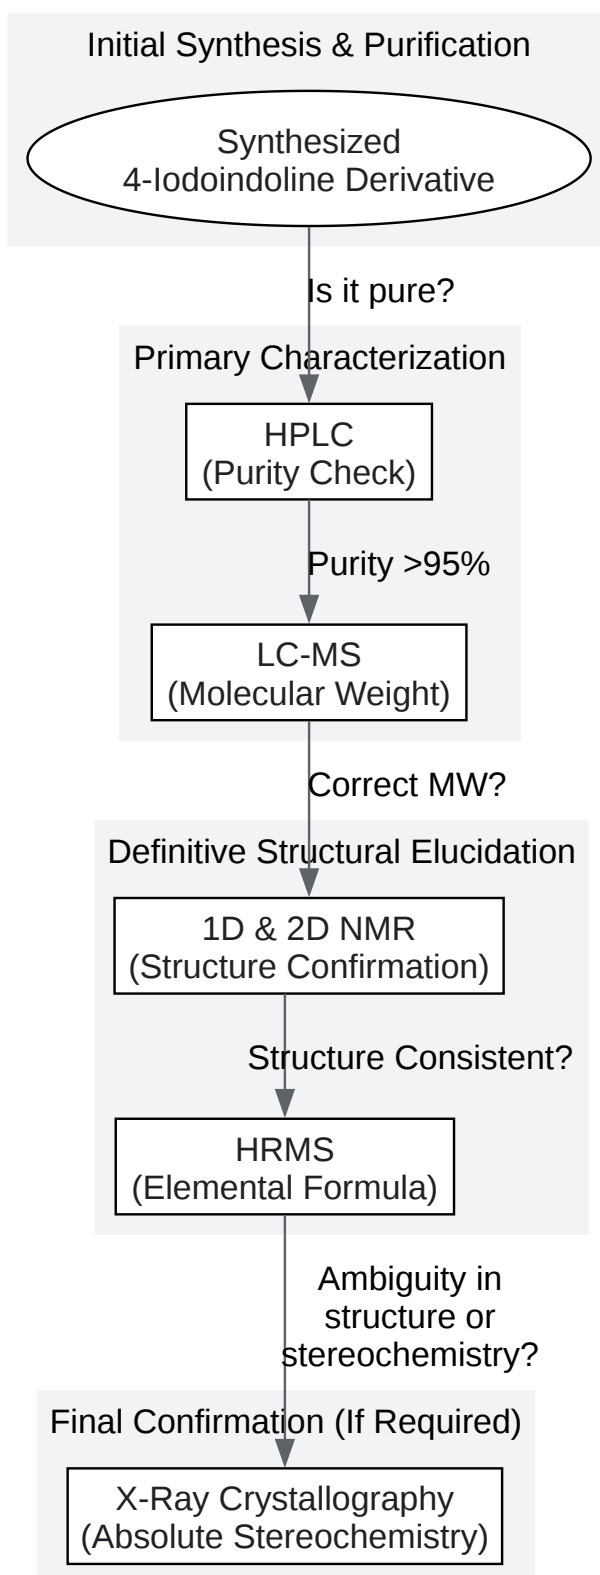 Initial Synthesis & Purification
Synthesized
4-Iodoindoline Derivative
Is it pure?
Primary Characterization
HPLC
(Purity Check)
Purity >95%
LC-MS
(Molecular Weight)
Correct MW?
Definitive Structural Elucidation
1D & 2D NMR
(Structure Confirmation)
Structure Consistent?
HRMS
(Elemental Formula)
Ambiguity in
structure or
stereochemistry?
Final Confirmation (If Required)
X-Ray Crystallography
(Absolute Stereochemistry)